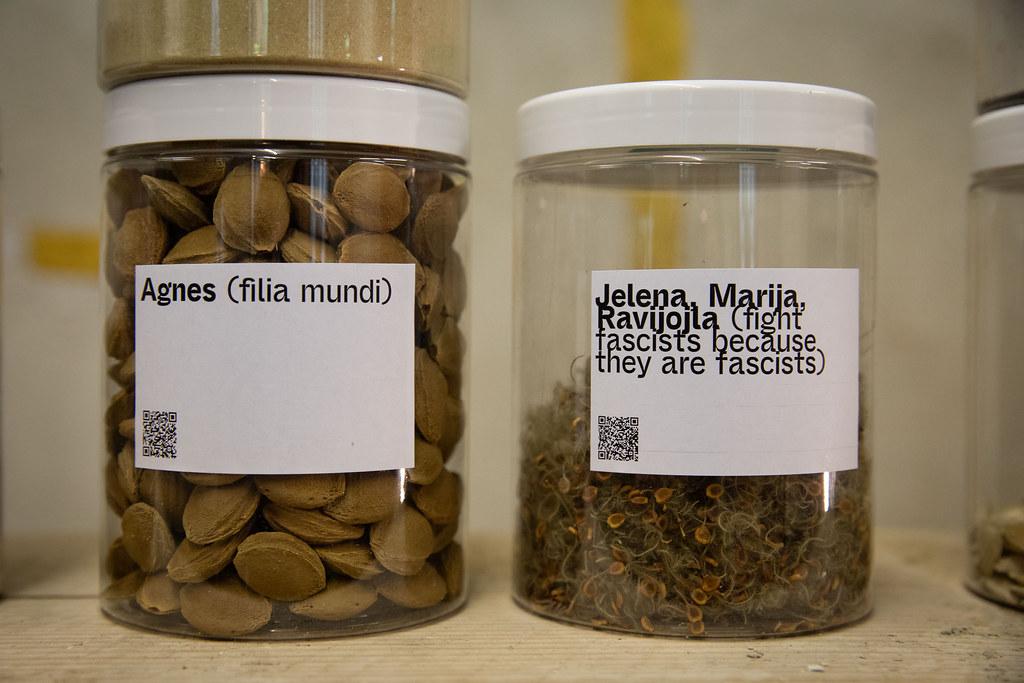 Agnes (filia mundi)
Jelena, Marija,
Ravijojla (fight
fascists because
they are fascists)